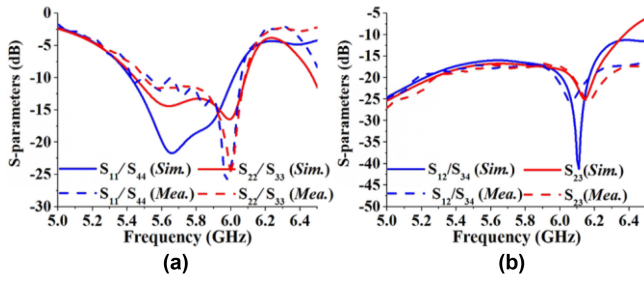 S-parameters (dB)
0
-5
-10
-15
-20
-25
-30
S11/S44 (Sim.) S22/S33 (Sim.)
S11/S44 (Mea.) S22/S33 (Mea.)
5.0 5.2 5.4 5.6 5.8 6.0 6.2 6.4
Frequency (GHz)
(a)
S-parameters (dB)
-5
-10
-15
-20
-25
-30
-35
-40
-45
-50
S12/S34 (Sim.) S23(Sim.)
S12/S34 (Mea.) S23(Mea.)
5.0 5.2 5.4 5.6 5.8 6.0 6.2 6.4
Frequency (GHz)
(b)